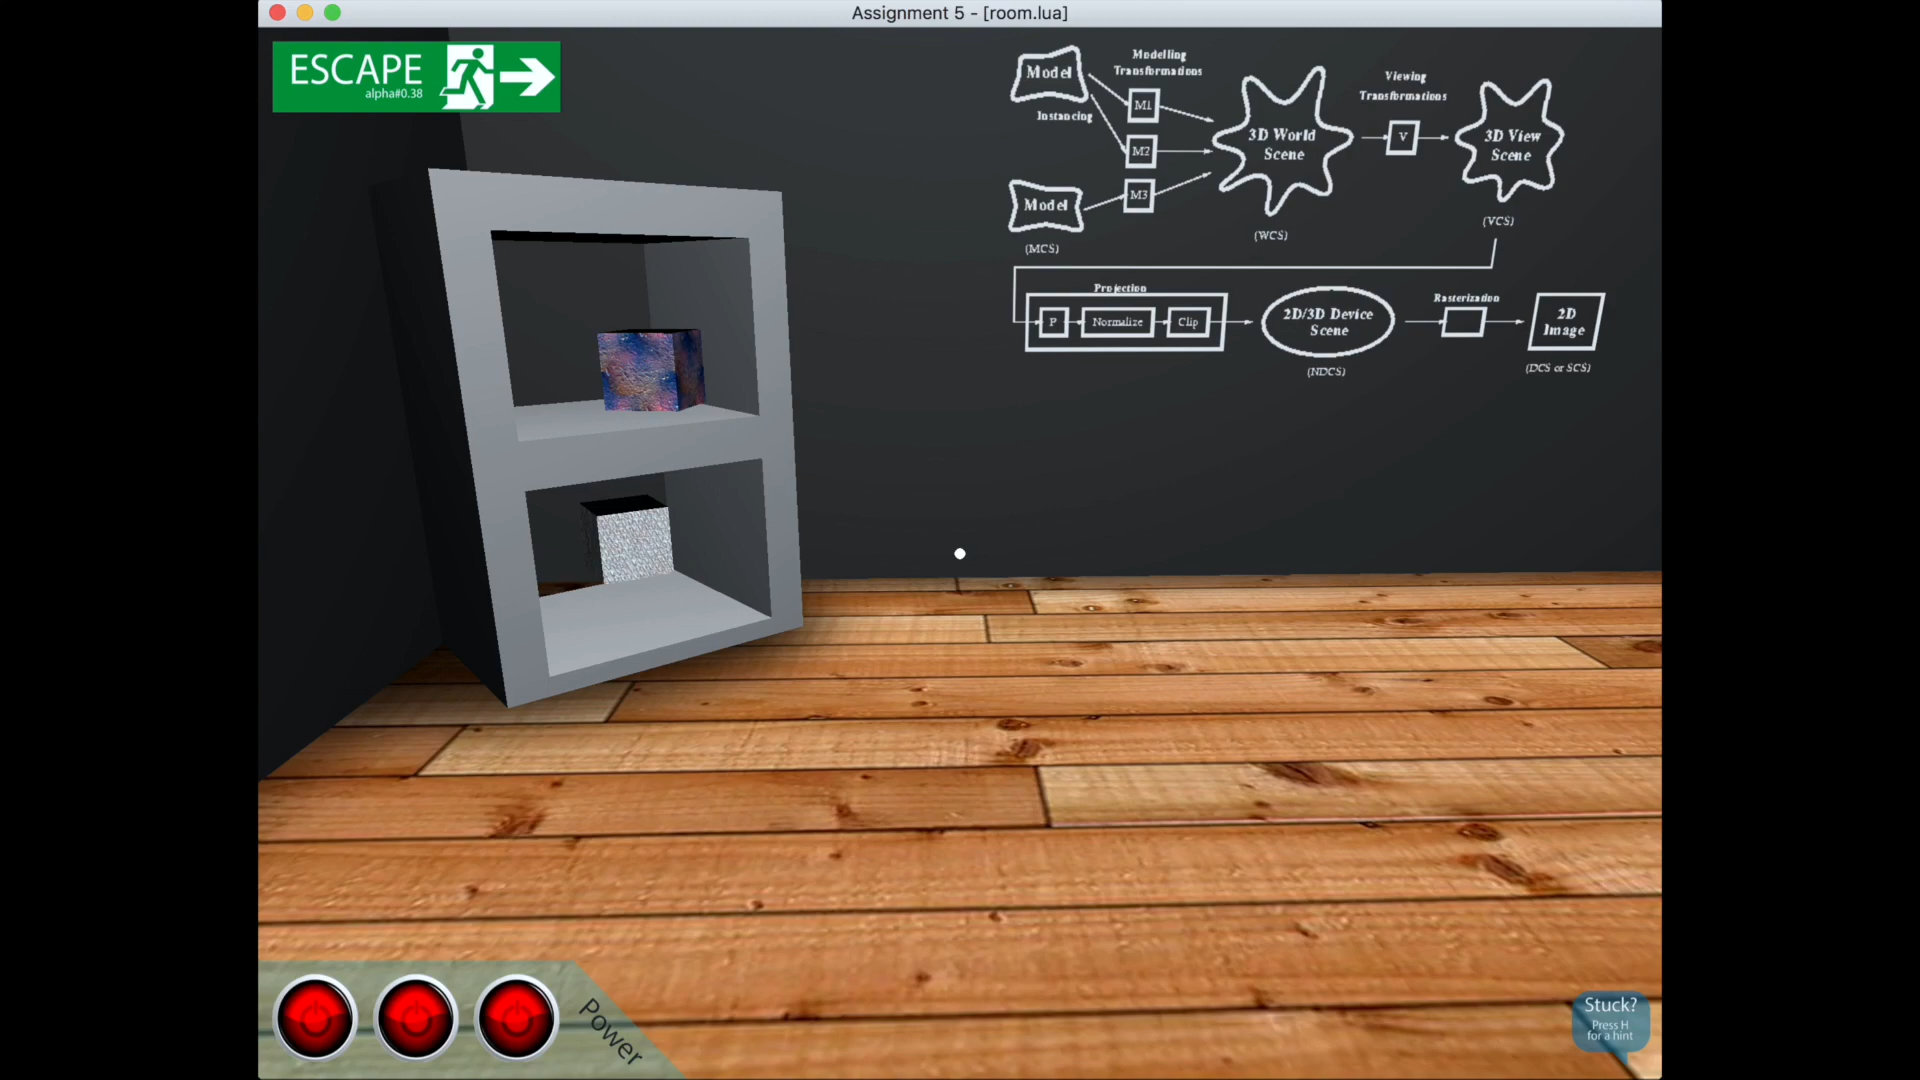 Assignment 5 - [room.lua]
ESCAPE
alpha#0.38
Model
Modelling
Transformations
M1
Instancing
M2
Model
M3
(MCS)
3D World
Scene
(WCS)
Viewing
Transformations
V
3D View
Scene
(VCS)
Projection
P
Normalize
Clip
2D/3D Device
Scene
(NDCS)
Rasterization
2D
Image
(DCS or SCS)
Power
Stuck?
Press H
for a hint